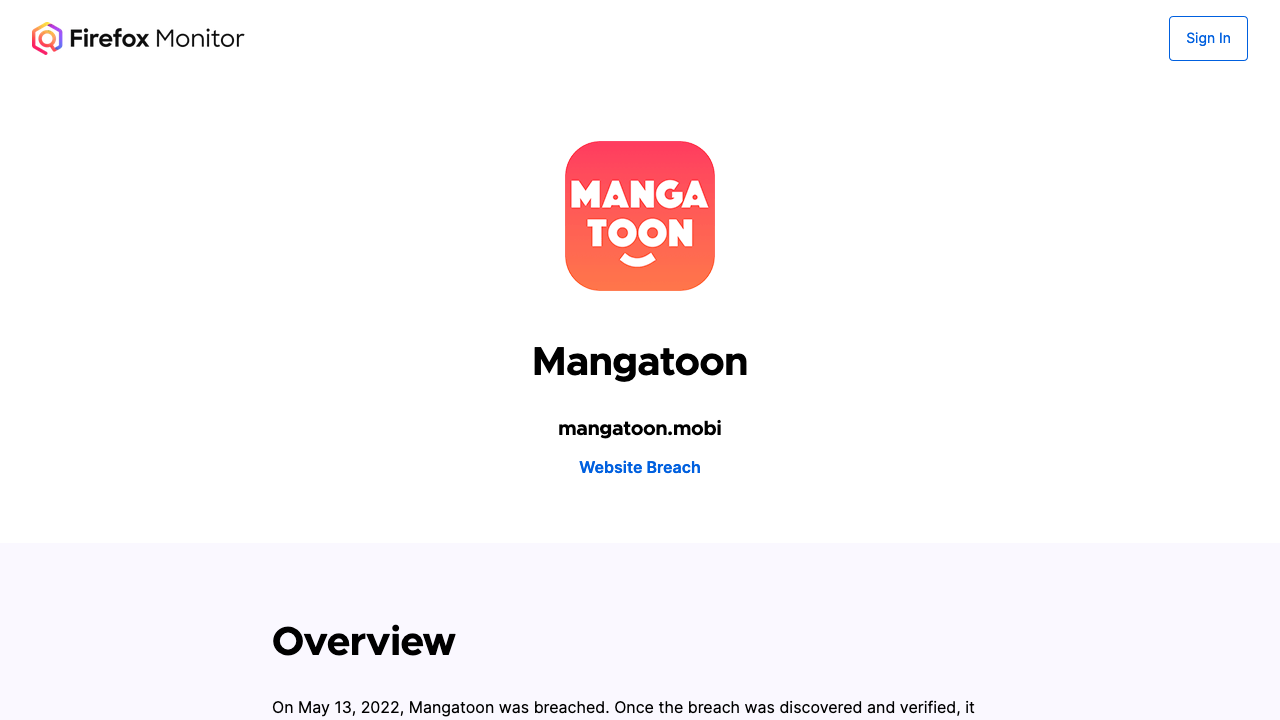 Firefox Monitor
Sign In
MANGA
TOON
Mangatoon
mangatoon.mobi
Website Breach
Overview
On May 13, 2022, Mangatoon was breached. Once the breach was discovered and verified, it